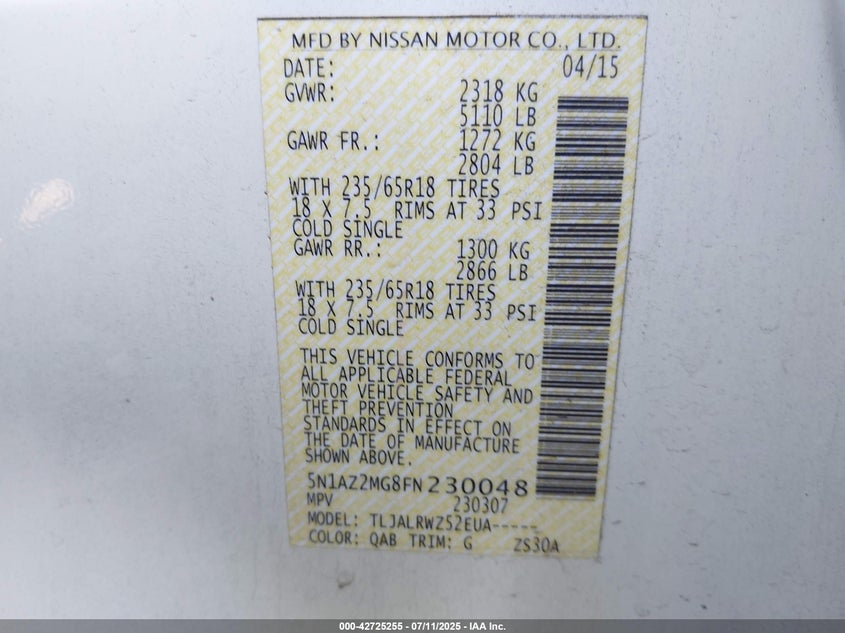 MFD BY NISSAN MOTOR CO., LTD.
DATE: 04/15
GVWR: 2318 KG
5110 LB
GAWR FR.: 1272 KG
2804 LB
WITH 235/65R18 TIRES
18 X 7.5 RIMS AT 33 PSI
COLD SINGLE
GAWR RR.: 1300 KG
2866 LB
WITH 235/65R18 TIRES
18 X 7.5 RIMS AT 33 PSI
COLD SINGLE
THIS VEHICLE CONFORMS TO
ALL APPLICABLE FEDERAL
MOTOR VEHICLE SAFETY AND
THEFT PREVENTION
STANDARDS IN EFFECT ON
THE DATE OF MANUFACTURE
SHOWN ABOVE.
5N1AZ2MG8FN230048
MPV 230307
MODEL: TLJALRWZ52EUA-----
COLOR: QAB TRIM: G ZS30A
000-42725255 - 07/11/2025 - IAA Inc.